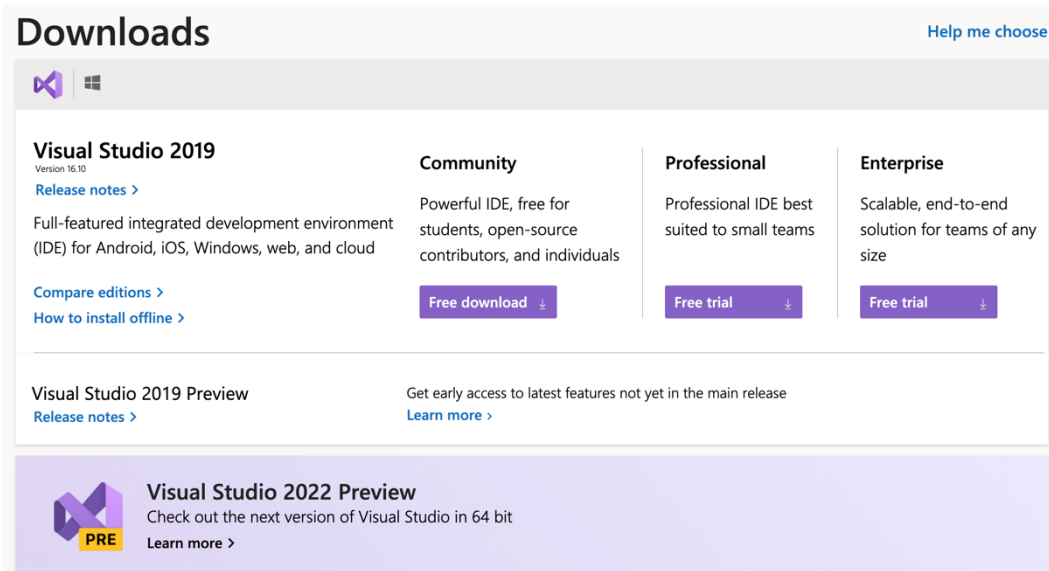 Downloads
Help me choose
Visual Studio 2019
Version 16.10
Release notes >
Full-featured integrated development environment
(IDE) for Android, iOS, Windows, web, and cloud
Compare editions >
How to install offline >
Community
Powerful IDE, free for
students, open-source
contributors, and individuals
Free download ↓
Professional
Professional IDE best
suited to small teams
Free trial ↓
Enterprise
Scalable, end-to-end
solution for teams of any
size
Free trial ↓
Visual Studio 2019 Preview
Release notes >
Get early access to latest features not yet in the main release
Learn more >
PRE
Visual Studio 2022 Preview
Check out the next version of Visual Studio in 64 bit
Learn more >